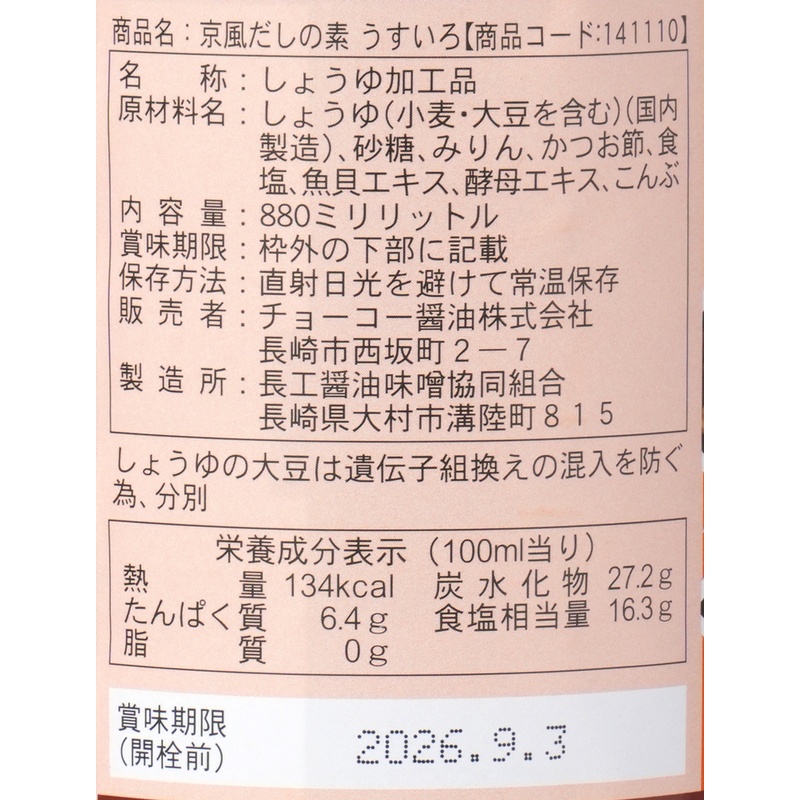 商品名：京風だしの素 うすいろ【商品コード:141110】
名称：しょうゆ加工品
原材料名：しょうゆ(小麦・大豆を含む)(国内
製造)、砂糖、みりん、かつお節、食
塩、魚貝エキス、酵母エキス、こんぶ
内容量：880ミリリットル
賞味期限：枠外の下部に記載
保存方法：直射日光を避けて常温保存
販売者：チョーコー醤油株式会社
長崎市西坂町２－７
製造所：長工醤油味噌協同組合
長崎県大村市溝陸町８１５
しょうゆの大豆は遺伝子組換えの混入を防ぐ
為、分別
栄養成分表示（100ml当り）
熱量 134kcal 炭水化物 27.2g
たんぱく質 6.4g 食塩相当量 16.3g
脂質 0g
賞味期限
(開栓前) 2026.9.3